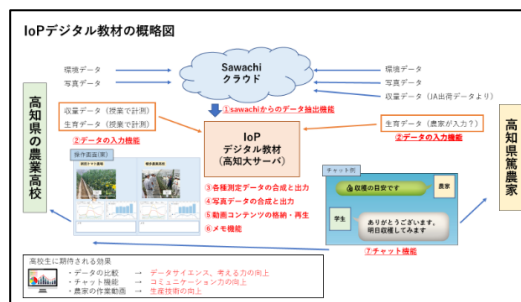 IoPデジタル教材の概略図
Sawachi
クラウド
環境データ
写真データ
環境データ
写真データ
収量データ（JA出荷データより）
①sawachiからのデータ抽出機能
高知県の農業高校
収量データ（授業で計測）
生育データ（授業で計測）
②データの入力機能
IoP
デジタル教材
（高知大サーバ）
生育データ（農家が入力？）
②データの入力機能
高知県篤農家
操作画面(案)
③各種測定データの合成と出力
④写真データの合成と出力
⑤動画コンテンツの格納・再生
⑥メモ機能
チャット例
収穫の目安です
農家
学生
ありがとうございます。
明日収穫してみます
⑦チャット機能
高校生に期待される効果
・データの比較 → データサイエンス、考える力の向上
・チャット機能 → コミュニケーション力の向上
・農家の作業動画 → 生産技術の向上